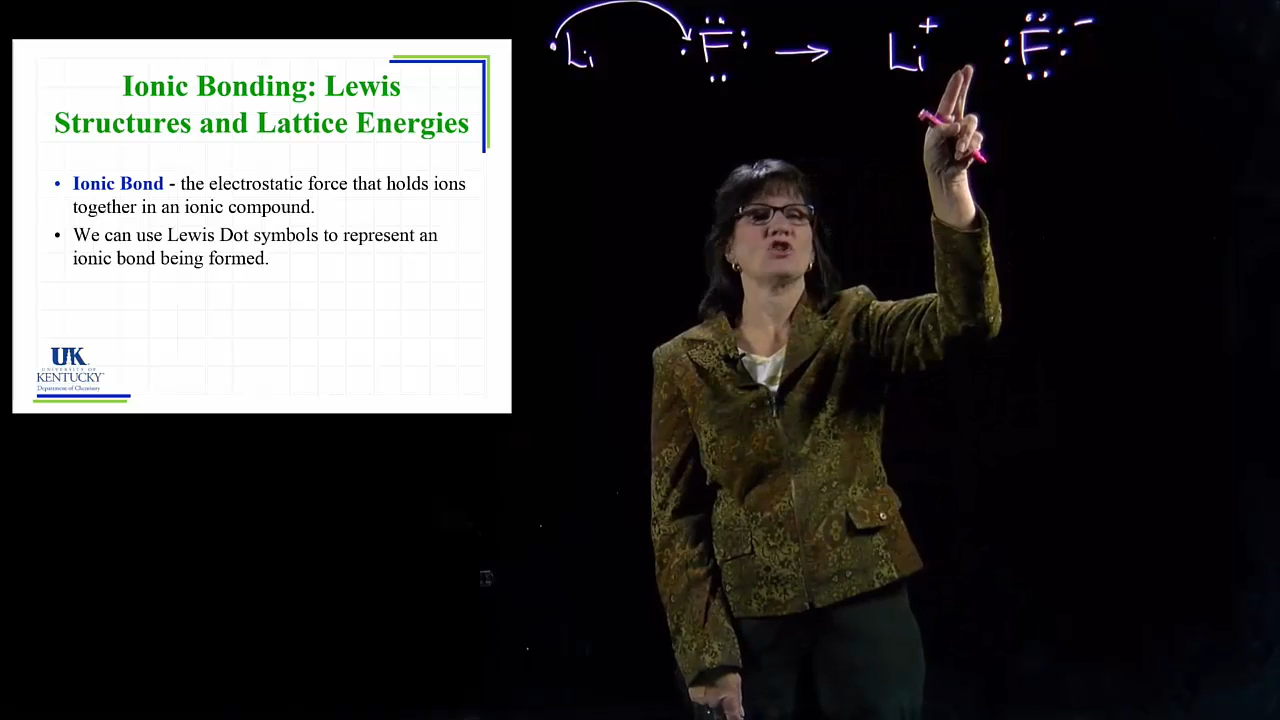 Ionic Bonding: Lewis
Structures and Lattice Energies
• Ionic Bond - the electrostatic force that holds ions
together in an ionic compound.
• We can use Lewis Dot symbols to represent an
ionic bond being formed.
UK
UNIVERSITY OF
KENTUCKY
Department of Chemistry
Li F → Li+ F-